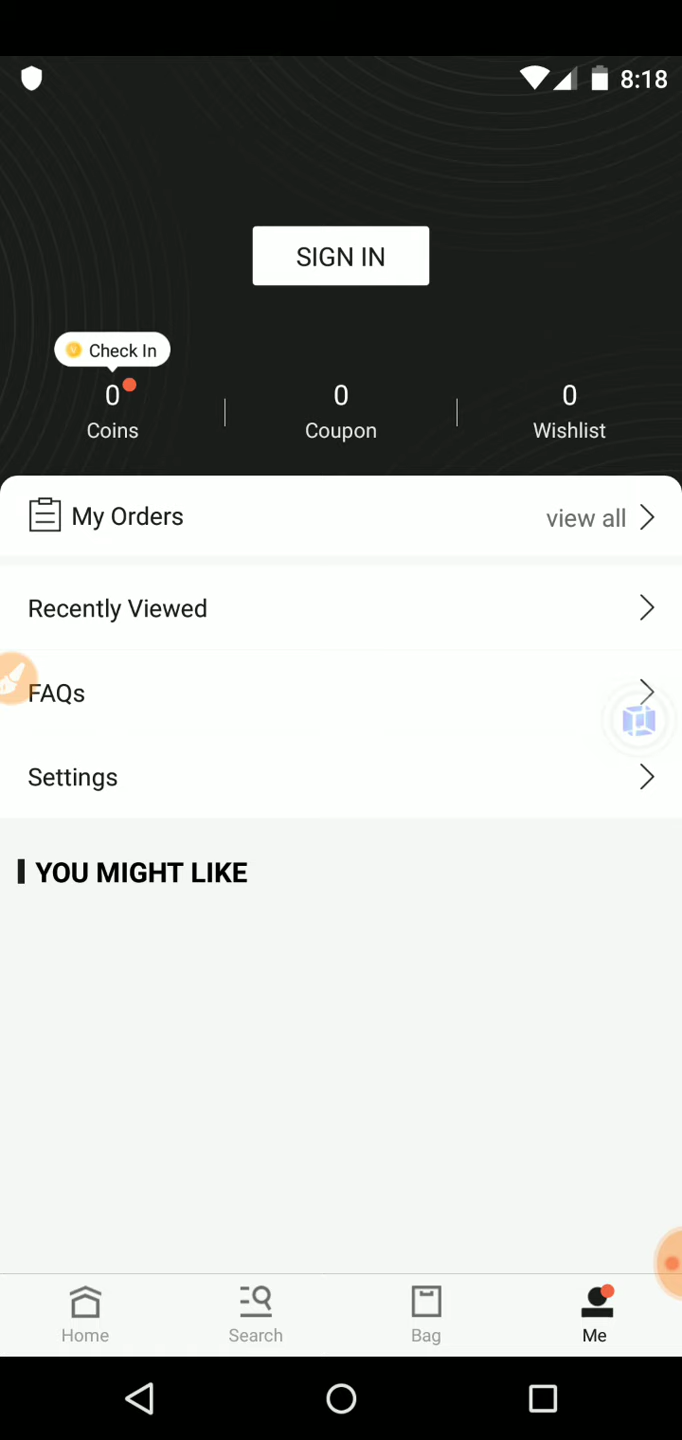 8:18
SIGN IN
Check In
0
0
0
Coins
Coupon
Wishlist
My Orders
view all
Recently Viewed
FAQs
Settings
YOU MIGHT LIKE
Home
Search
Bag
Me